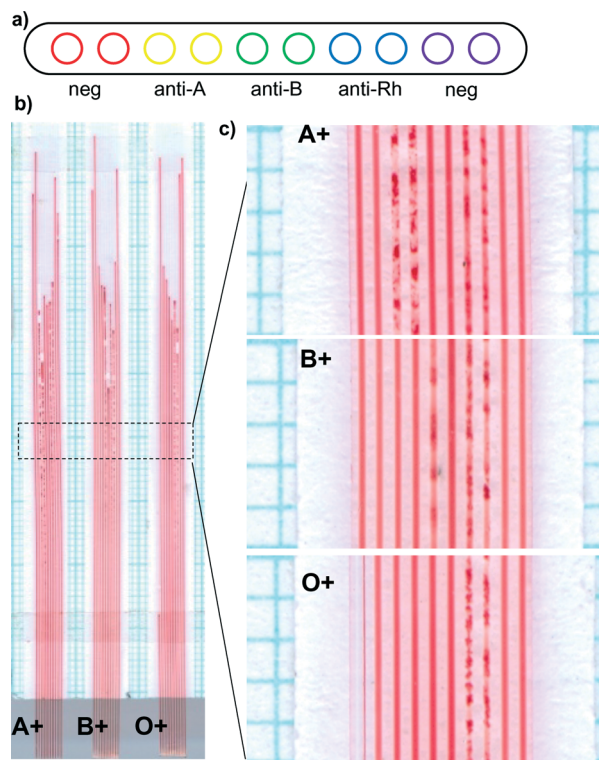 a)
neg anti-A anti-B anti-Rh neg
b)
c)
A+
B+
O+
A+ B+ O+